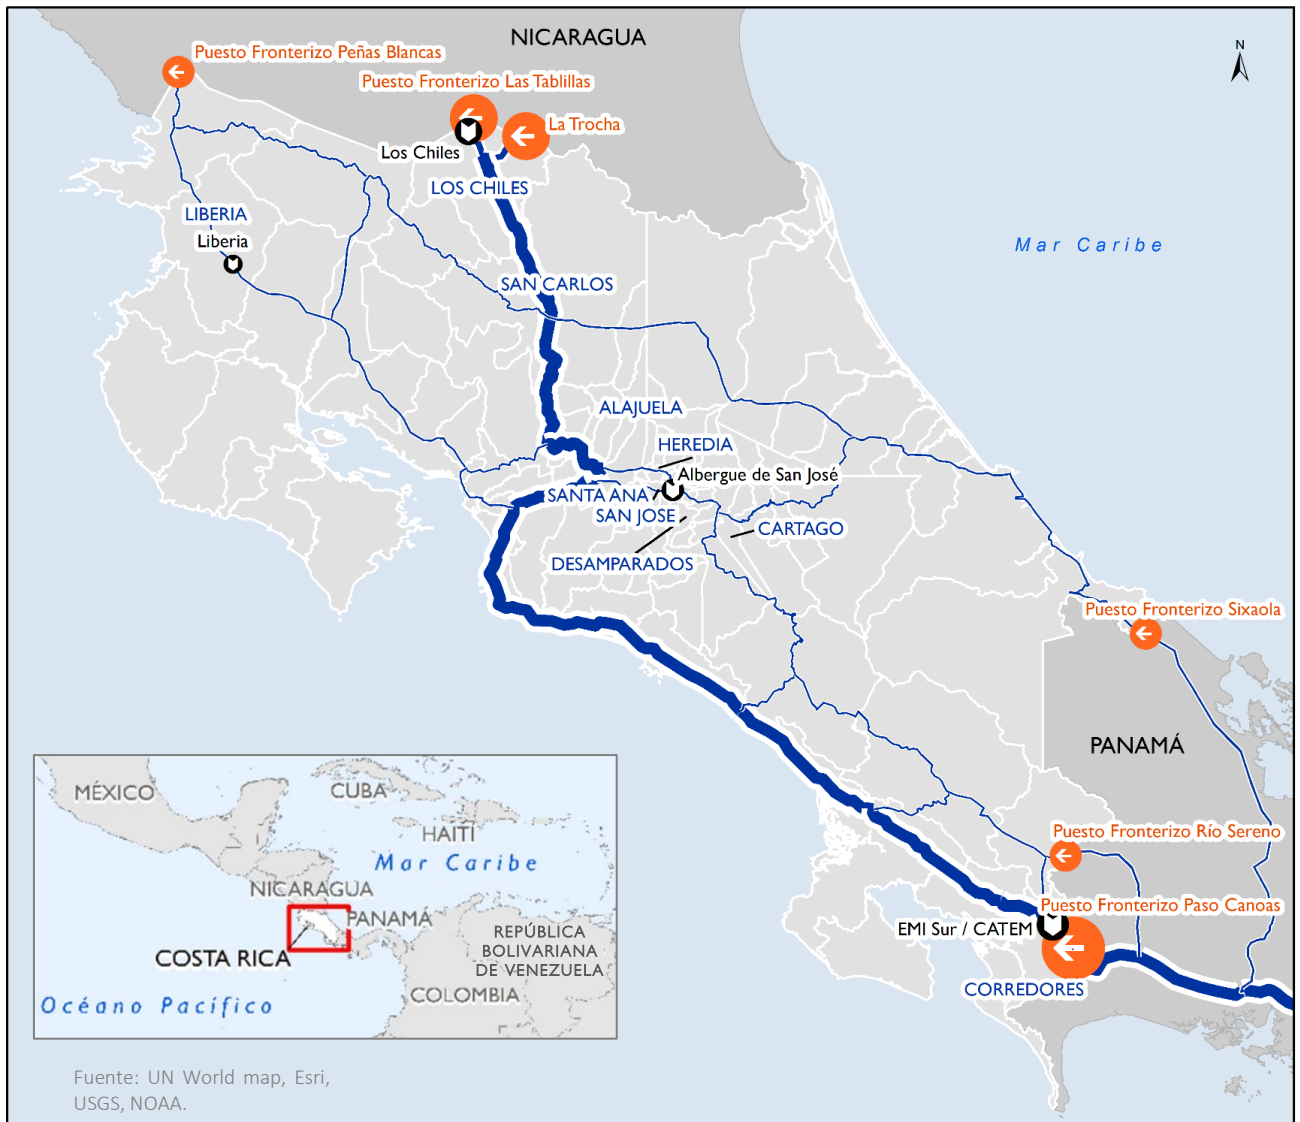 NICARAGUA
N
Puesto Fronterizo Peñas Blancas
Puesto Fronterizo Las Tablillas
La Trocha
Los Chiles
LOS CHILES
LIBERIA
Liberia
Mar Caribe
SAN CARLOS
ALAJUELA
HEREDIA
Albergue de San José
SANTA ANA
SAN JOSE
CARTAGO
DESAMPARADOS
Puesto Fronterizo Sixaola
PANAMÁ
Puesto Fronterizo Río Sereno
Puesto Fronterizo Paso Canoas
EMI Sur / CATEM
CORREDORES
MÉXICO
CUBA
HAITÍ
Mar Caribe
NICARAGUA
PANAMÁ
COSTA RICA
REPÚBLICA
BOLIVARIANA
DE VENEZUELA
COLOMBIA
Océano Pacífico
Fuente: UN World map, Esri,
USGS, NOAA.